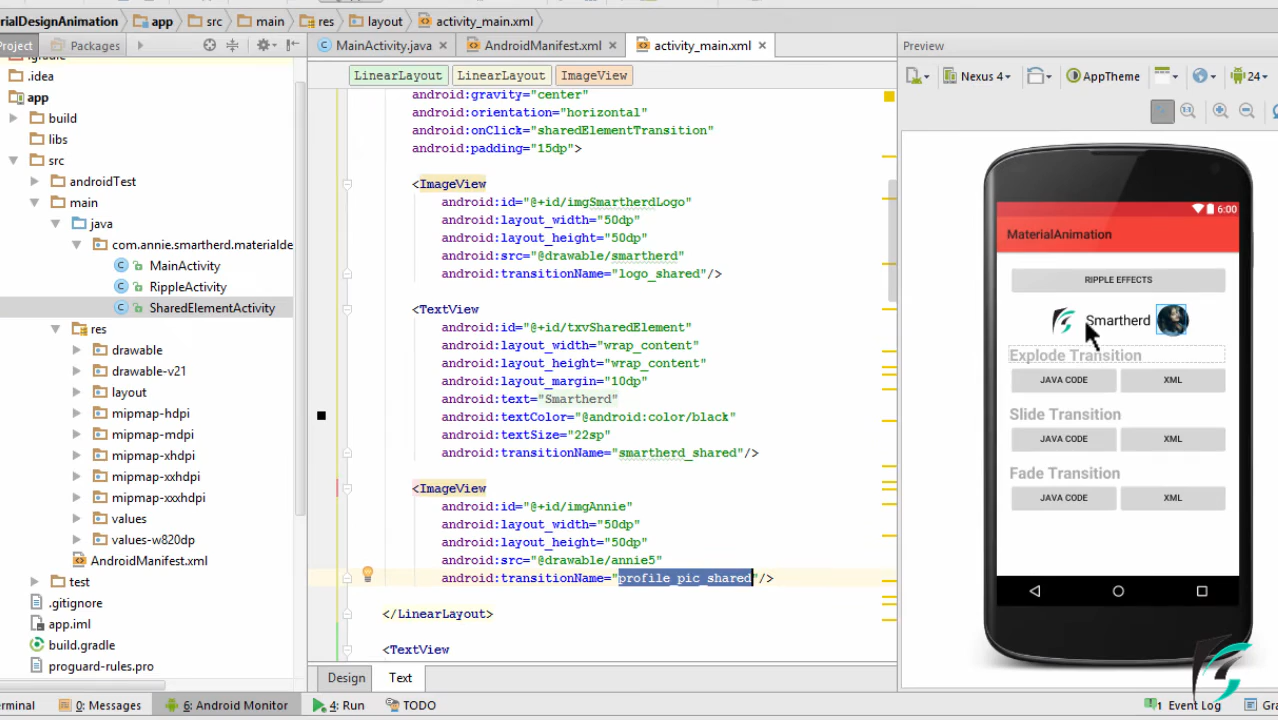 rialDesignAnimation app src main res layout activity_main.xml
Project Packages
MainActivity.java AndroidManifest.xml activity_main.xml
Preview
LinearLayout LinearLayout ImageView
Nexus 4 AppTheme 24
.idea
app
build
libs
src
androidTest
main
java
com.annie.smartherd.materialde
MainActivity
RippleActivity
SharedElementActivity
res
drawable
drawable-v21
layout
mipmap-hdpi
mipmap-mdpi
mipmap-xhdpi
mipmap-xxhdpi
mipmap-xxxhdpi
values
values-w820dp
AndroidManifest.xml
test
.gitignore
app.iml
build.gradle
proguard-rules.pro
android:gravity="center"
android:orientation="horizontal"
android:onClick="sharedElementTransition"
android:padding="15dp">
<ImageView
android:id="@+id/imgSmartherdLogo"
android:layout_width="50dp"
android:layout_height="50dp"
android:src="@drawable/smartherd"
android:transitionName="logo_shared"/>
<TextView
android:id="@+id/txvSharedElement"
android:layout_width="wrap_content"
android:layout_height="wrap_content"
android:layout_margin="10dp"
android:text="Smartherd"
android:textColor="@android:color/black"
android:textSize="22sp"
android:transitionName="smartherd_shared"/>
<ImageView
android:id="@+id/imgAnnie"
android:layout_width="50dp"
android:layout_height="50dp"
android:src="@drawable/annie5"
android:transitionName="profile_pic_shared"/>
</LinearLayout>
<TextView
Design Text
6:00
MaterialAnimation
RIPPLE EFFECTS
Smartherd
Explode Transition
JAVA CODE XML
Slide Transition
JAVA CODE XML
Fade Transition
JAVA CODE XML
erminal 0: Messages 6: Android Monitor 4: Run TODO 1 Event Log Gra